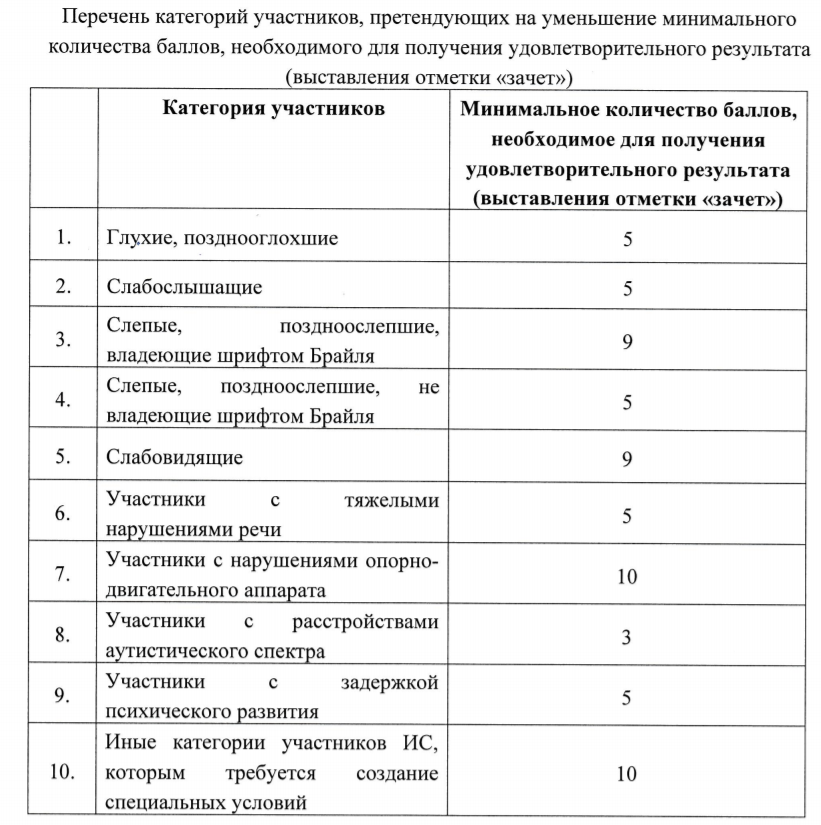 Перечень категорий участников, претендующих на уменьшение минимального
количества баллов, необходимого для получения удовлетворительного результата
(выставления отметки «зачет»)
Категория участников
Минимальное количество баллов,
необходимое для получения
удовлетворительного результата
(выставления отметки «зачет»)
1. Глухие, позднооглохшие 5
2. Слабослышащие 5
3. Слепые, поздноослепшие,
владеющие шрифтом Брайля 9
4. Слепые, поздноослепшие, не
владеющие шрифтом Брайля 5
5. Слабовидящие 9
6. Участники с тяжелыми
нарушениями речи 5
7. Участники с нарушениями опорно-
двигательного аппарата 10
8. Участники с расстройствами
аутистического спектра 3
9. Участники с задержкой
психического развития 5
10. Иные категории участников ИС,
которым требуется создание
специальных условий 10